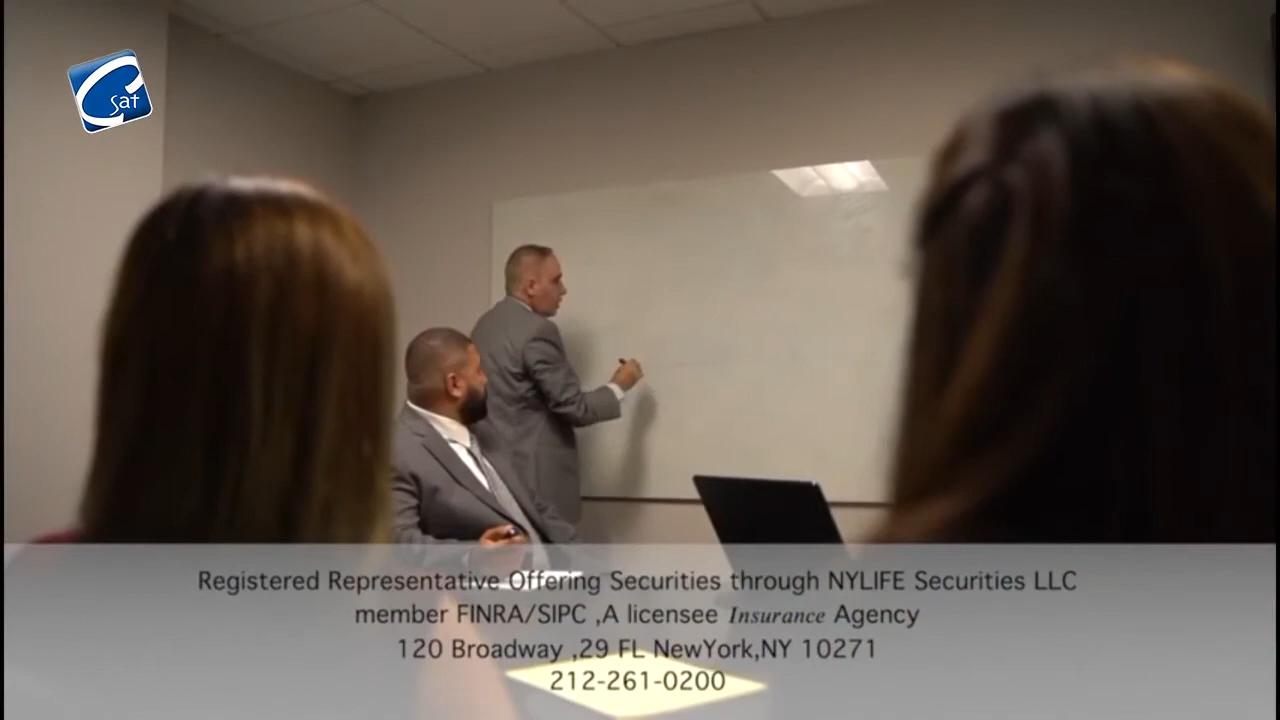 Sat
Registered Representative Offering Securities through NYLIFE Securities LLC
member FINRA/SIPC ,A licensee Insurance Agency
120 Broadway ,29 FL NewYork,NY 10271
212-261-0200